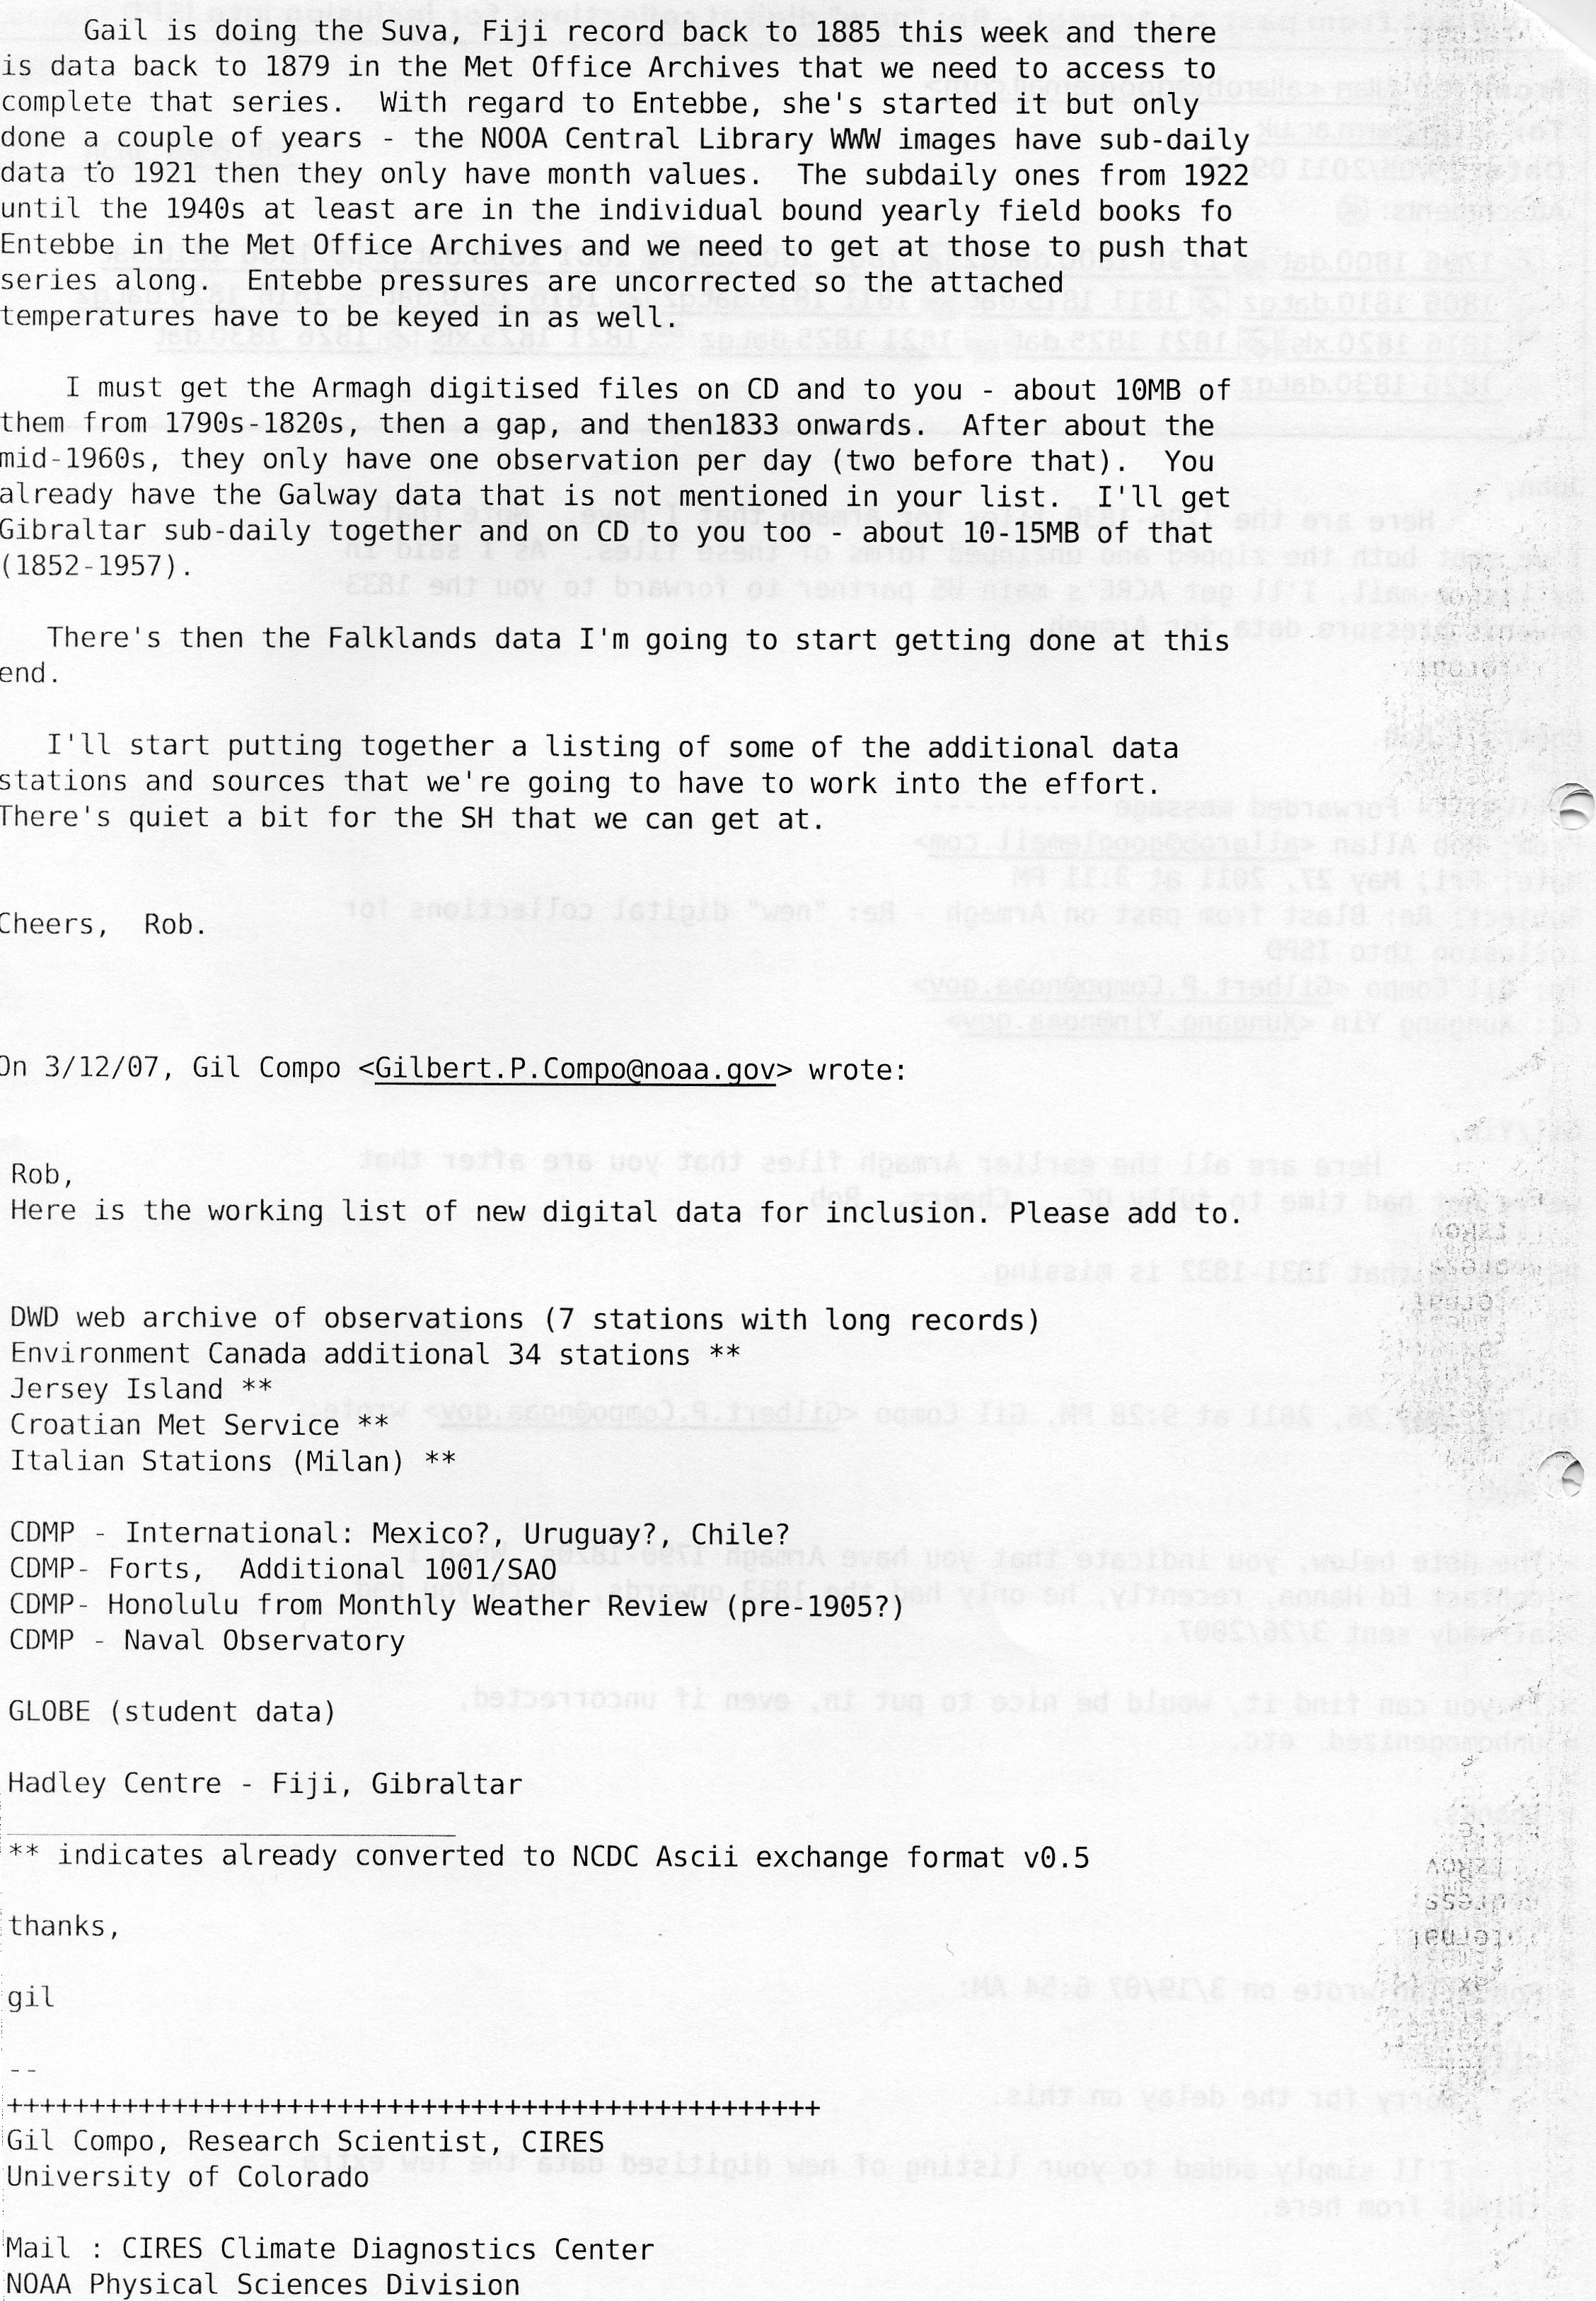 Gail is doing the Suva, Fiji record back to 1885 this week and there
is data back to 1879 in the Met Office Archives that we need to access to
complete that series.  With regard to Entebbe, she's started it but only
done a couple of years - the NOOA Central Library WWW images have sub-daily
data to 1921 then they only have month values.  The subdaily ones from 1922
until the 1940s at least are in the individual bound yearly field books fo
Entebbe in the Met Office Archives and we need to get at those to push that
series along.  Entebbe pressures are uncorrected so the attached
temperatures have to be keyed in as well.

I must get the Armagh digitised files on CD and to you - about 10MB of
them from 1790s-1820s, then a gap, and then1833 onwards.  After about the
mid-1960s, they only have one observation per day (two before that).  You
already have the Galway data that is not mentioned in your list.  I'll get
Gibraltar sub-daily together and on CD to you too - about 10-15MB of that
(1852-1957).

There's then the Falklands data I'm going to start getting done at this
end.

I'll start putting together a listing of some of the additional data
stations and sources that we're going to have to work into the effort.
There's quiet a bit for the SH that we can get at.

Cheers,  Rob.

On 3/12/07, Gil Compo <Gilbert.P.Compo@noaa.gov> wrote:

Rob,
Here is the working list of new digital data for inclusion. Please add to.

DWD web archive of observations (7 stations with long records)
Environment Canada additional 34 stations **
Jersey Island **
Croatian Met Service **
Italian Stations (Milan) **

CDMP - International: Mexico?, Uruguay?, Chile?
CDMP- Forts,  Additional 1001/SAO
CDMP- Honolulu from Monthly Weather Review (pre-1905?)
CDMP - Naval Observatory

GLOBE (student data)

Hadley Centre - Fiji, Gibraltar
___________________________
** indicates already converted to NCDC Ascii exchange format v0.5

thanks,

gil

--
+++++++++++++++++++++++++++++++++++++++++++++++++
Gil Compo, Research Scientist, CIRES
University of Colorado

Mail : CIRES Climate Diagnostics Center
NOAA Physical Sciences Division